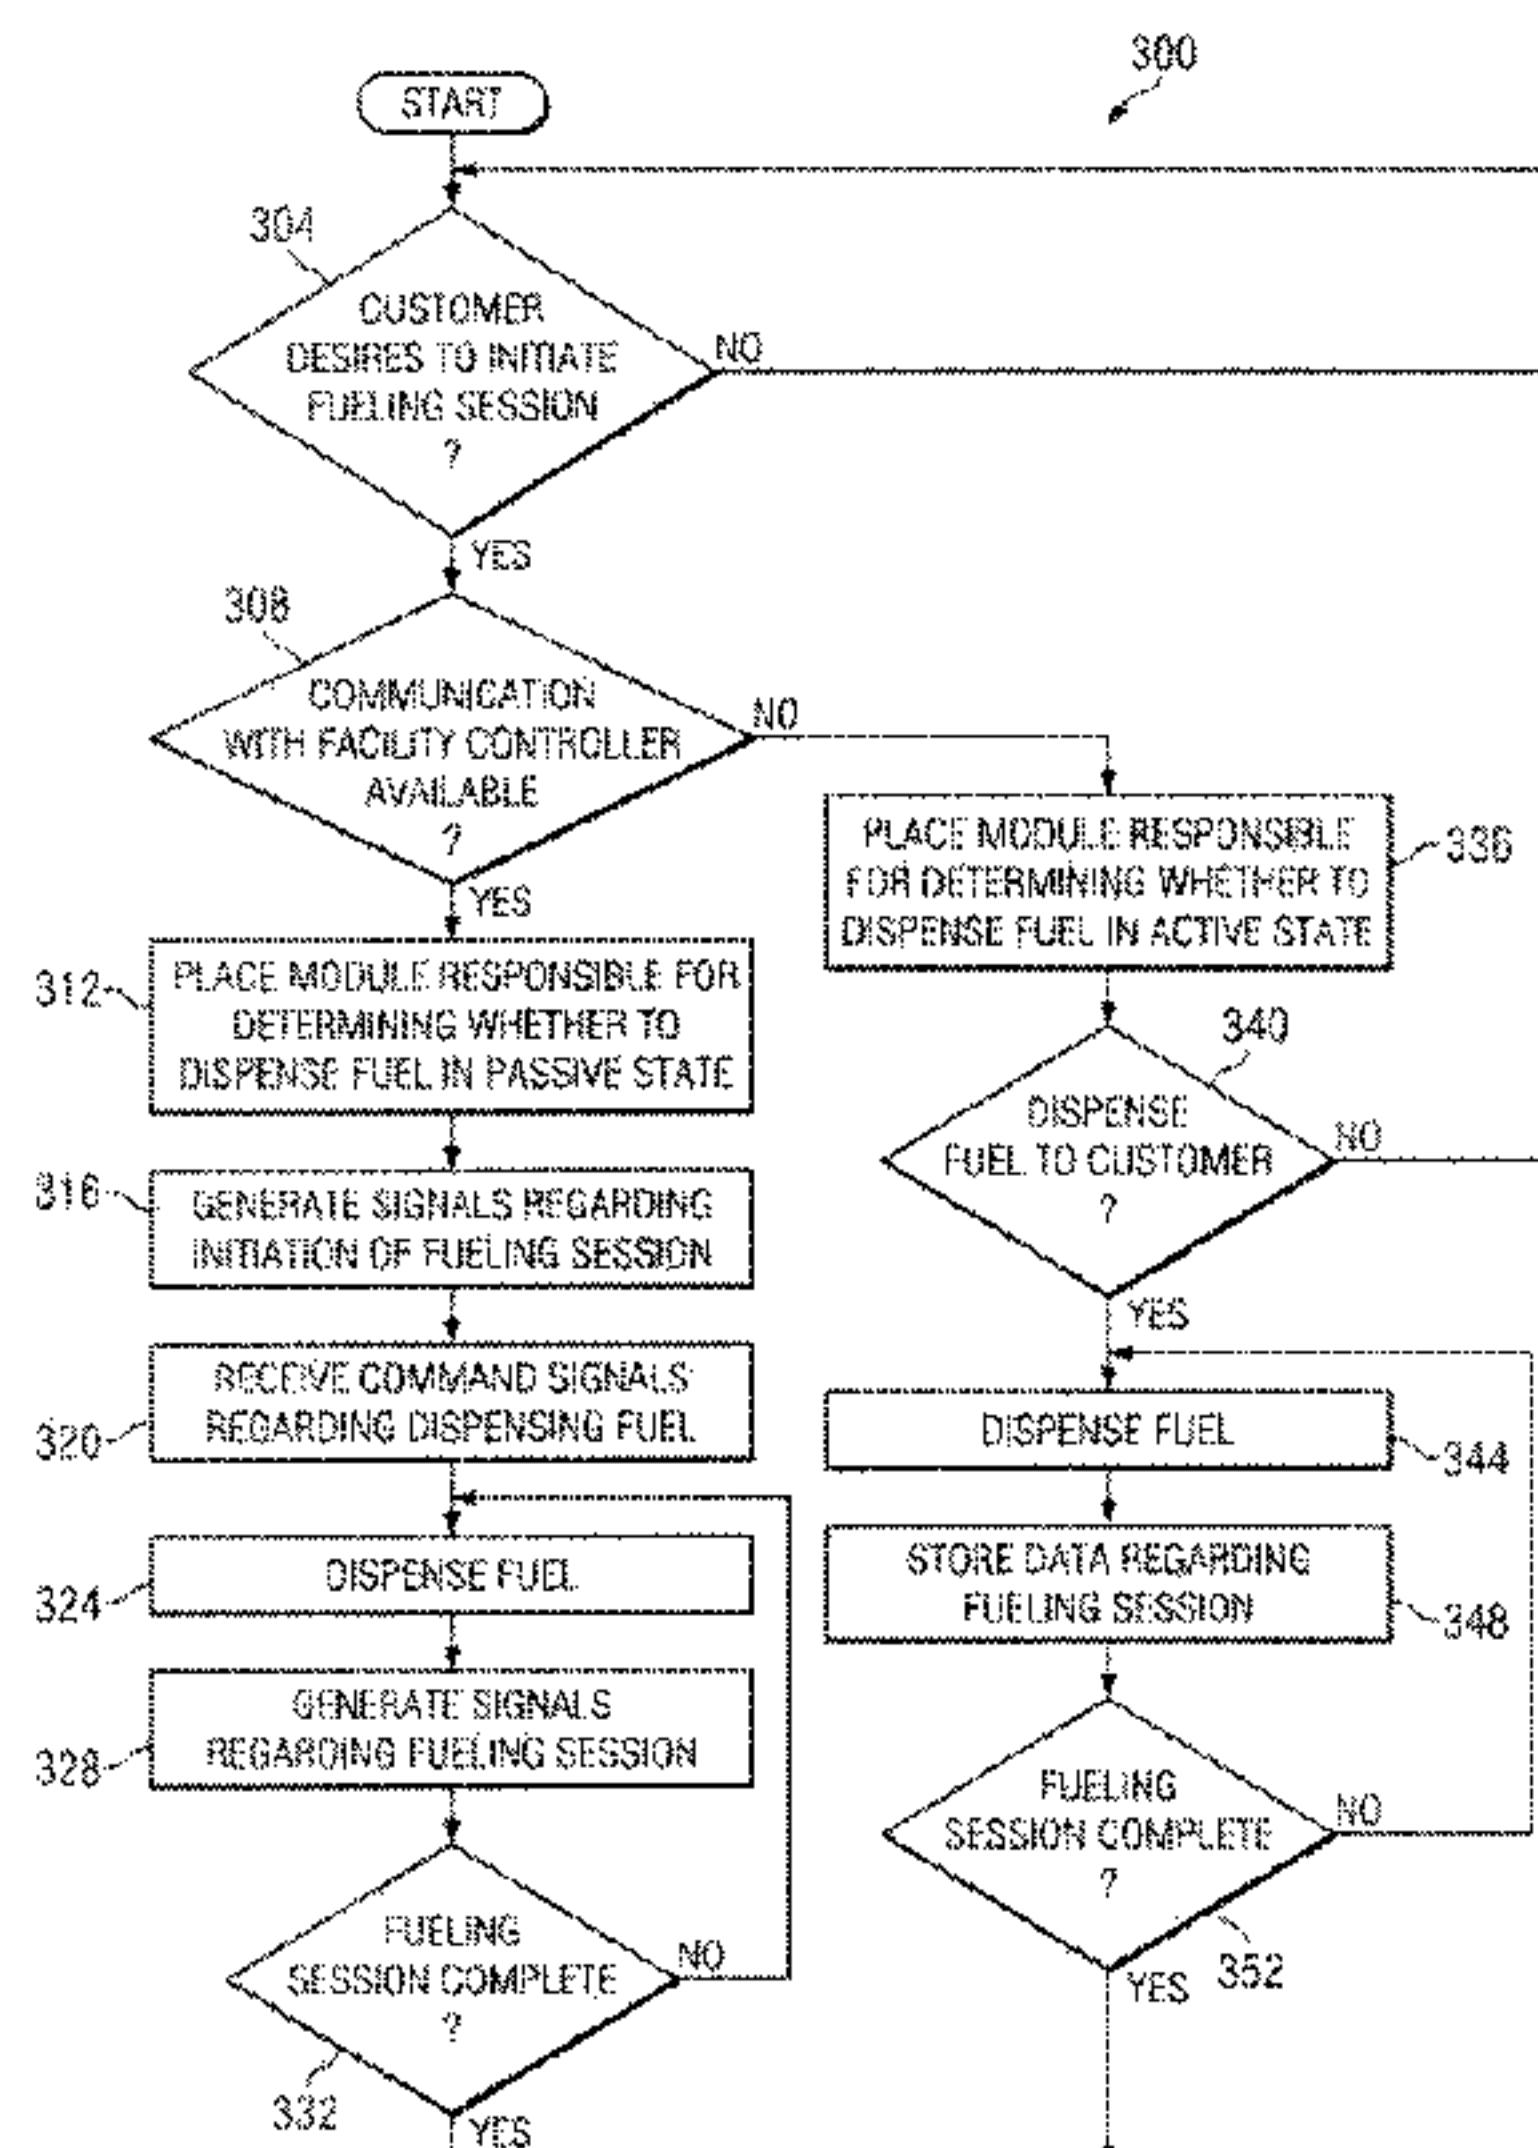 300
START
304
CUSTOMER
DESIRES TO INITIATE
FUELING SESSION
?
NO
YES
308
COMMUNICATION
WITH FACILITY CONTROLLER
AVAILABLE
?
NO
YES
312
PLACE MODULE RESPONSIBLE FOR
DETERMINING WHETHER TO
DISPENSE FUEL IN PASSIVE STATE
316
GENERATE SIGNALS REGARDING
INITIATION OF FUELING SESSION
320
RECEIVE COMMAND SIGNALS
REGARDING DISPENSING FUEL
324
DISPENSE FUEL
328
GENERATE SIGNALS
REGARDING FUELING SESSION
FUELING
SESSION COMPLETE
?
NO
332
YES
PLACE MODULE RESPONSIBLE
FOR DETERMINING WHETHER TO
DISPENSE FUEL IN ACTIVE STATE
336
340
DISPENSE
FUEL TO CUSTOMER
?
NO
YES
DISPENSE FUEL
344
STORE DATA REGARDING
FUELING SESSION
348
FUELING
SESSION COMPLETE
?
NO
352
YES